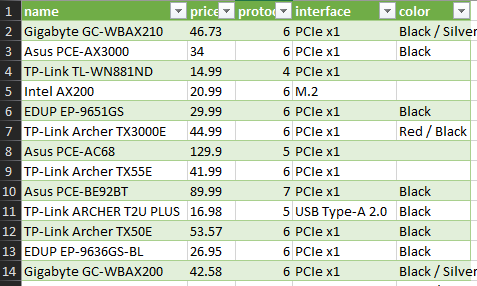 1 name price protoc interface color
2 Gigabyte GC-WBAX210 46.73 6 PCIe x1 Black / Silver
3 Asus PCE-AX3000 34 6 PCIe x1 Black
4 TP-Link TL-WN881ND 14.99 4 PCIe x1
5 Intel AX200 20.99 6 M.2
6 EDUP EP-9651GS 29.99 6 PCIe x1 Black
7 TP-Link Archer TX3000E 44.99 6 PCIe x1 Red / Black
8 Asus PCE-AC68 129.9 5 PCIe x1
9 TP-Link Archer TX55E 41.99 6 PCIe x1
10 Asus PCE-BE92BT 89.99 7 PCIe x1 Black
11 TP-Link ARCHER T2U PLUS 16.98 5 USB Type-A 2.0 Black
12 TP-Link Archer TX50E 53.57 6 PCIe x1 Black
13 EDUP EP-9636GS-BL 26.95 6 PCIe x1 Black
14 Gigabyte GC-WBAX200 42.58 6 PCIe x1 Black / Silver